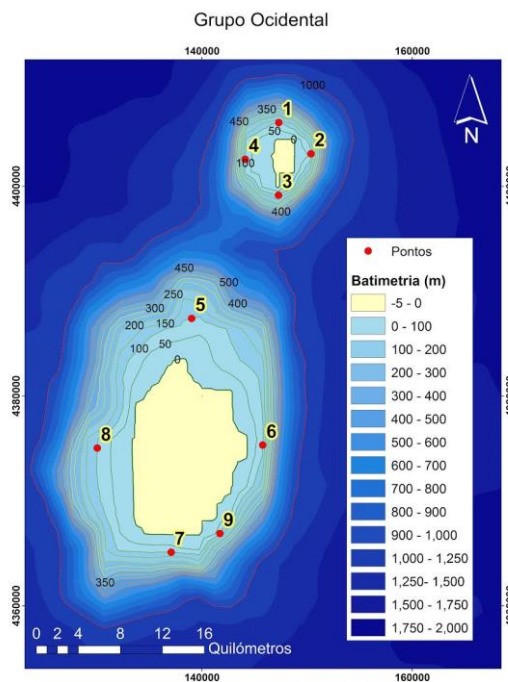 Grupo Ocidental
140000
160000
1000
350
450
1
50
0
2
4
100
N
3
400
4400000
Pontos
Batimetria (m)
-5 - 0
0 - 100
100 - 200
200 - 300
300 - 400
400 - 500
500 - 600
600 - 700
700 - 800
800 - 900
900 - 1,000
1,000 - 1,250
1,250 - 1,500
1,500 - 1,750
1,750 - 2,000
450
500
250
400
300
5
200
150
100
50
0
4380000
8
6
9
7
350
4360000
0 2 4 8 12 16
Quilómetros
140000
160000